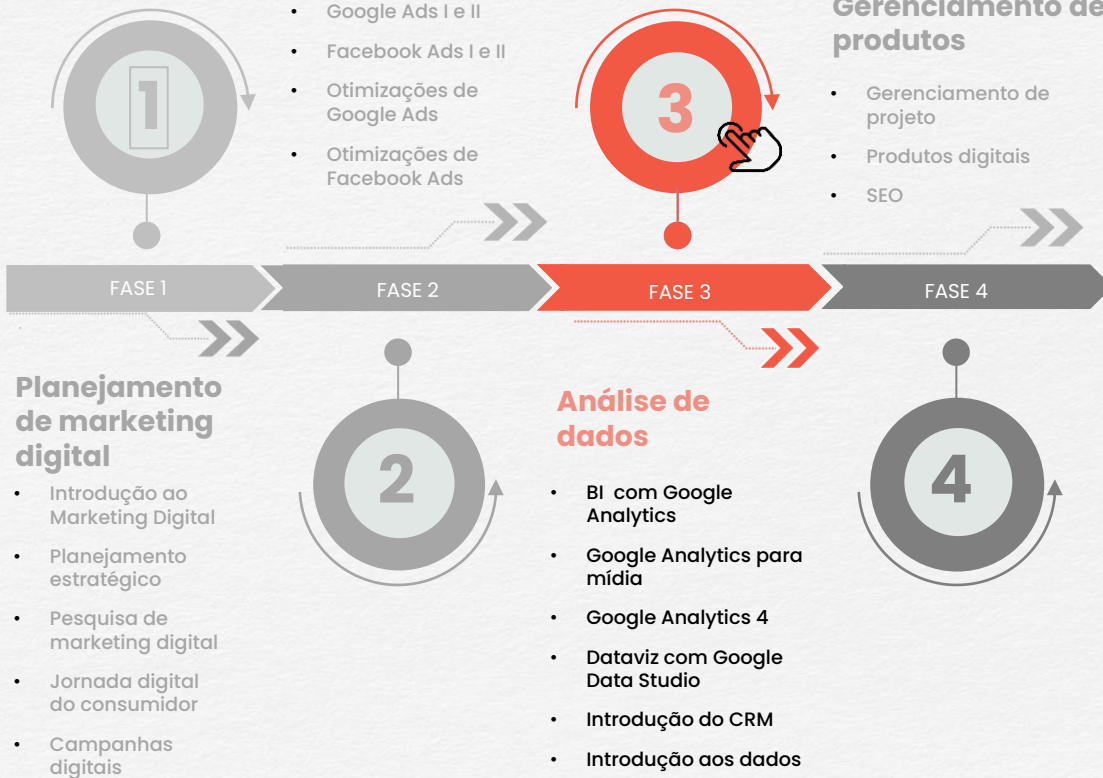 1
• Google Ads I e II
• Facebook Ads I e II
• Otimizações de
Google Ads
• Otimizações de
Facebook Ads
3
Gerenciamento de
produtos
• Gerenciamento de
projeto
• Produtos digitais
• SEO
FASE 1
FASE 2
FASE 3
FASE 4
Planejamento
de marketing
digital
• Introdução ao
Marketing Digital
• Planejamento
estratégico
• Pesquisa de
marketing digital
• Jornada digital
do consumidor
• Campanhas
digitais
2
Análise de
dados
• BI com Google
Analytics
• Google Analytics para
mídia
• Google Analytics 4
• Dataviz com Google
Data Studio
• Introdução do CRM
• Introdução aos dados
4